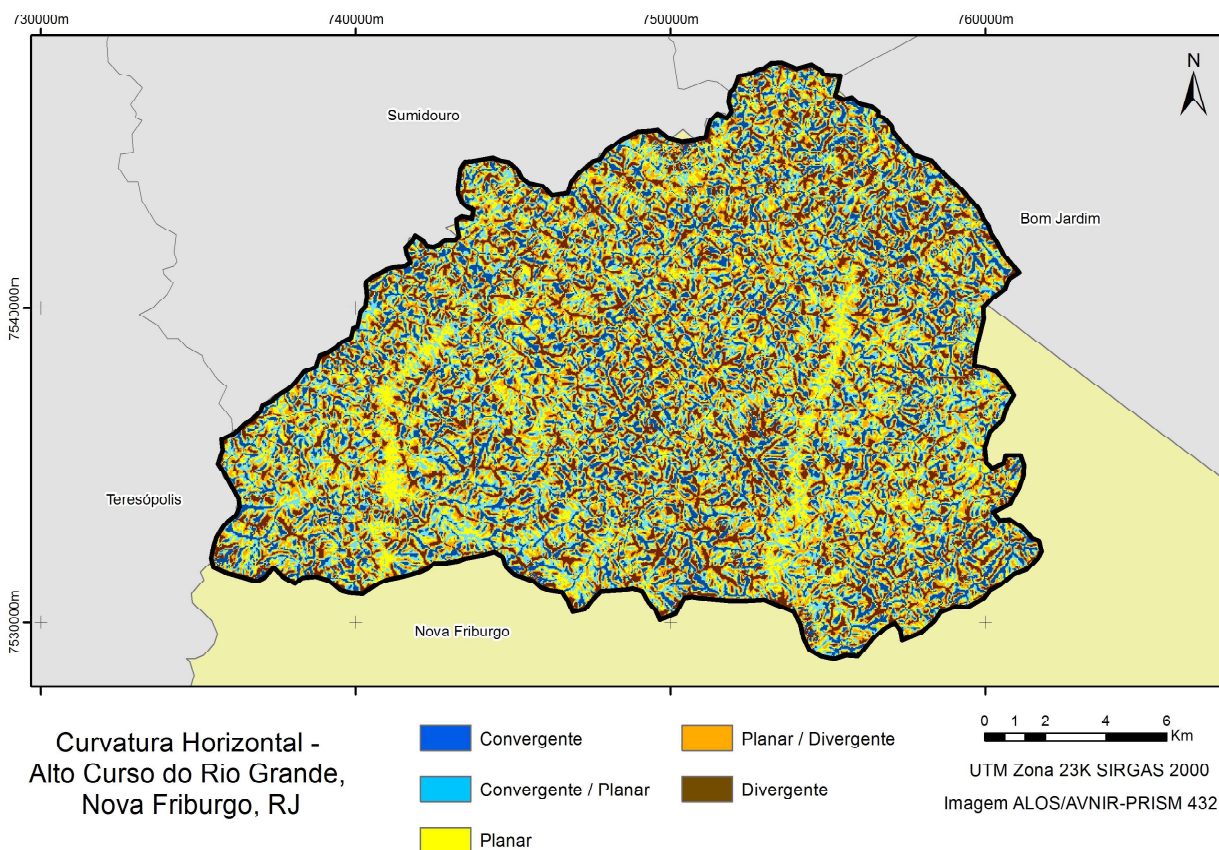 730000m
740000m
750000m
760000m
N
Sumidouro
Bom Jardim
7540000m
Teresópolis
7530000m
Nova Friburgo
Curvatura Horizontal -
Alto Curso do Rio Grande,
Nova Friburgo, RJ
Convergente
Convergente / Planar
Planar
Planar / Divergente
Divergente
0 1 2 4 6
Km
UTM Zona 23K SIRGAS 2000
Imagem ALOS/AVNIR-PRISM 432